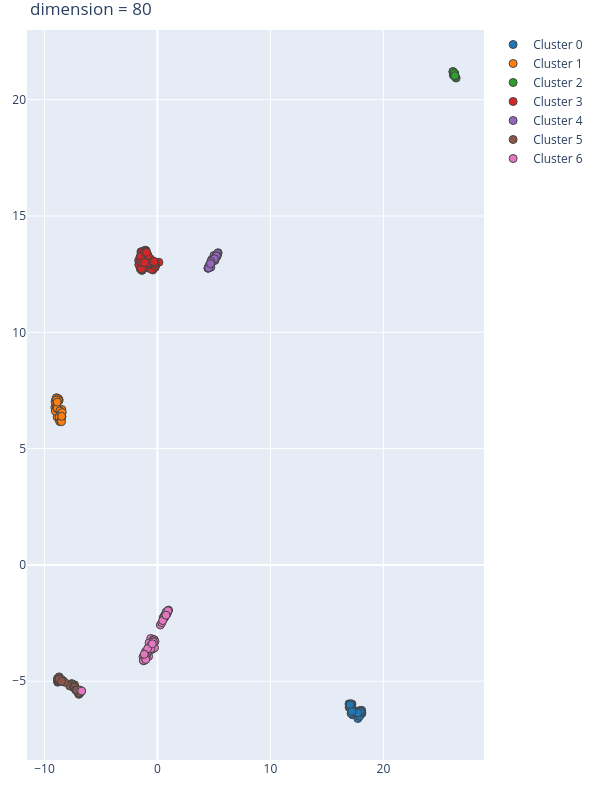 dimension = 80
Cluster 0
Cluster 1
Cluster 2
Cluster 3
Cluster 4
Cluster 5
Cluster 6
20
15
10
5
0
−5
−10
0
10
20